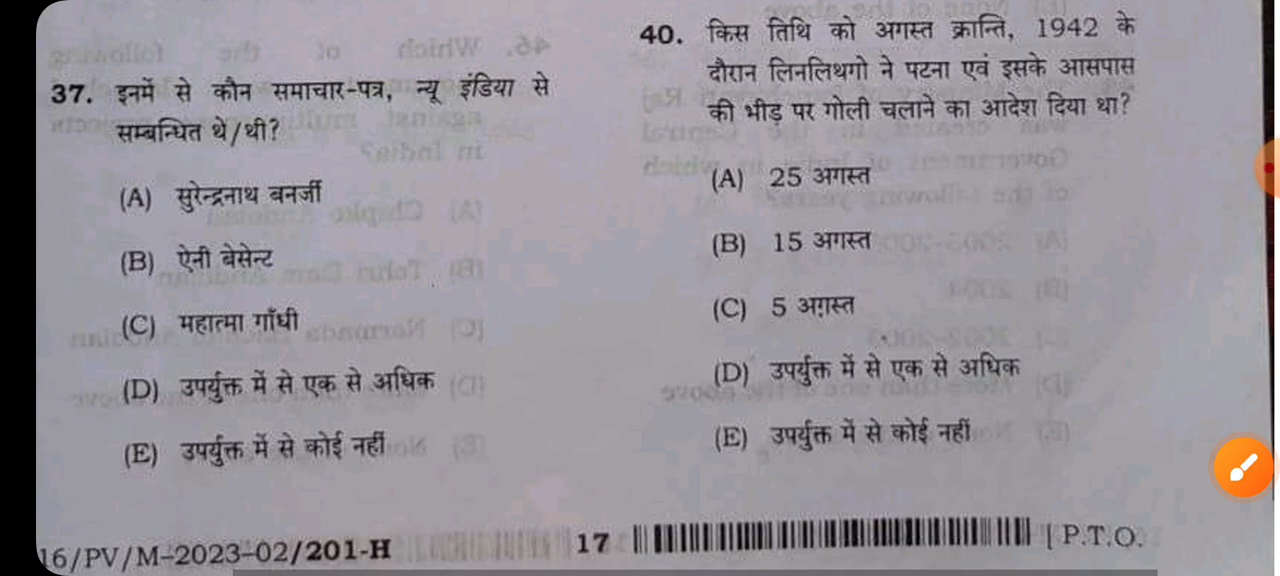 37. इनमें से कौन समाचार-पत्र, न्यू इंडिया से
सम्बन्धित थे/थी?
(A) सुरेन्द्रनाथ बनर्जी
(B) ऐनी बेसेन्ट
(C) महात्मा गाँधी
(D) उपर्युक्त में से एक से अधिक
(E) उपर्युक्त में से कोई नहीं
40. किस तिथि को अगस्त क्रान्ति, 1942 के
दौरान लिनलिथगो ने पटना एवं इसके आसपास
की भीड़ पर गोली चलाने का आदेश दिया था?
(A) 25 अगस्त
(B) 15 अगस्त
(C) 5 अगस्त
(D) उपर्युक्त में से एक से अधिक
(E) उपर्युक्त में से कोई नहीं
16/PV/M-2023-02/201-H 17 [ P.T.O.